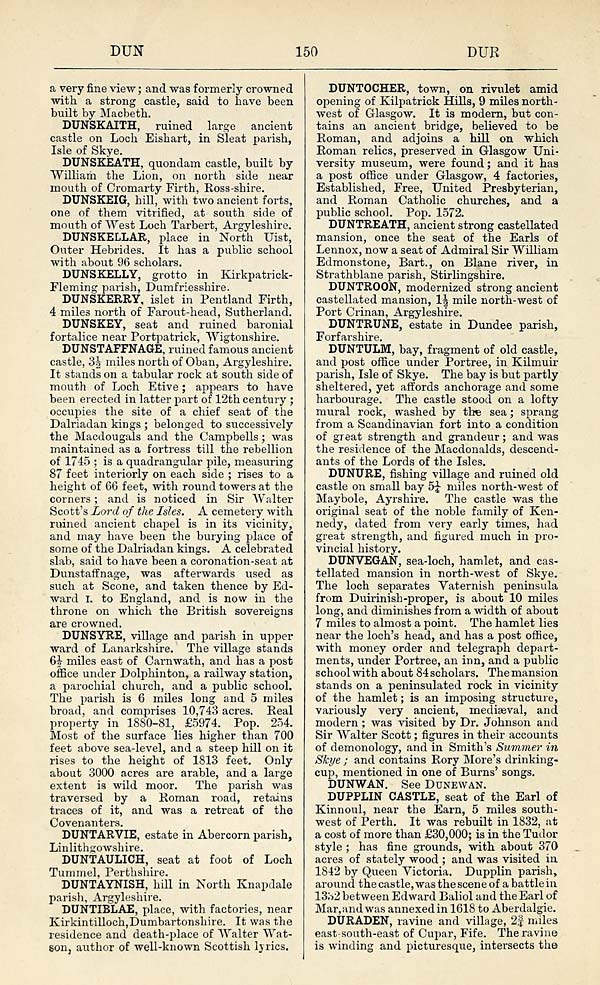 DUN 150 DUR
a very fine view; and was formerly crowned
with a strong castle, said to have been
built by Macbeth.
DUNSKAITH, ruined large ancient
castle on Loch Eishart, in Sleat parish,
Isle of Skye.
DUNSKEATH, quondam castle, built by
William the Lion, on north side near
mouth of Cromarty Firth, Ross-shire.
DUNSKEIG, hill, with two ancient forts,
one of them vitrified, at south side of
mouth of West Loch Tarbert, Argyleshire.
DUNSKELLAR, place in North Uist,
Outer Hebrides. It has a public school
with about 96 scholars.
DUNSKELLY, grotto in Kirkpatrick-
Fleming parish, Dumfriesshire.
DUNSKERRY, islet in Pentland Firth,
4 miles north of Farout-head, Sutherland.
DUNSKEY, seat and ruined baronial
fortalice near Portpatrick, Wigtonshire.
DUNSTAFFNAGE, ruined famous ancient
castle, 3½ miles north of Oban, Argyleshire.
It stands on a tabular rock at south side of
mouth of Loch Etive; appears to have
been erected in latter part of 12th century;
occupies the site of a chief seat of the
Dalriadan kings; belonged to successively
the Macdougals and the Campbells; was
maintained as a fortress till the rebellion
of 1745; is a quadrangular pile, measuring
87 feet interiorly on each side; rises to a
height of 66 feet, with round towers at the
corners; and is noticed in Sir Walter
Scott's Lord of the Isles. A cemetery with
ruined ancient chapel is in its vicinity,
and may have been the burying place of
some of the Dalriadan kings. A celebrated
slab, said to have been a coronation-seat at
Dunstaffnage, was afterwards used as
such at Scone, and taken thence by Ed-
ward I. to England, and is now in the
throne on which the British sovereigns
are crowned.
DUNSYRE, village and parish in upper
ward of Lanarkshire. The village stands
6½ miles east of Carnwath, and has a post
office under Dolphinton, a railway station,
a parochial church, and a public school.
The parish is 6 miles long and 5 miles
broad, and comprises 10,743 acres. Real
property in 1880-81, £5974. Pop. 254.
Most of the surface lies higher than 700
feet above sea-level, and a steep hill on it
rises to the height of 1813 feet. Only
about 3000 acres are arable, and a large
extent is wild moor. The parish was
traversed by a Roman road, retains
traces of it, and was a retreat of the
Covenanters.
DUNTARVIE, estate in Abercorn parish,
Linlithgowshire.
DUNTAULICH, seat at foot of Loch
Tummel, Perthshire.
DUNTAYNISH, hill in North Knapdale
parish, Argyleshire.
DUNTIBLAE, place, with factories, near
Kirkintilloch, Dumbartonshire. It was the
residence and death-place of Walter Wat-
son, author of well-known Scottish lyrics.
DUNTOCHER, town, on rivulet amid
opening of Kilpatrick Hills, 9 miles north-
west of Glasgow. It is modern, but con-
tains an ancient bridge, believed to be
Roman, and adjoins a hill on which
Roman relics, preserved in Glasgow Uni-
versity museum, were found; and it has
a post office under Glasgow, 4 factories,
Established, Free, United Presbyterian,
and Roman Catholic churches, and a
public school. Pop. 1572.
DUNTREATH, ancient strong castellated
mansion, once the seat of the Earls of
Lennox, now a seat of Admiral Sir William
Edmonstone, Bart., on Blane river, in
Strathblane parish, Stirlingshire.
DUNTROON, modernized strong ancient
castellated mansion, 1½ mile north-west of
Port Crinan, Argyleshire.
DUNTRUNE, estate in Dundee parish,
Forfarshire.
DUNTULM, bay, fragment of old castle,
and post office under Portree, in Kilmuir
parish, Isle of Skye. The bay is but partly
sheltered, yet affords anchorage and some
harbourage. The castle stood on a lofty
mural rock, washed by the sea; sprang
from a Scandinavian fort into a condition
of great strength and grandeur; and was
the residence of the Macdonalds, descend-
ants of the Lords of the Isles.
DUNURE, fishing village and ruined old
castle on small bay 5¼ miles north-west of
Maybole, Ayrshire. The castle was the
original seat of the noble family of Ken-
nedy, dated from very early times, had
great strength, and figured much in pro-
vincial history.
DUNVEGAN, sea-loch, hamlet, and cas-
tellated mansion in north-west of Skye.
The loch separates Vaternish peninsula
from Duirinish-proper, is about 10 miles
long, and diminishes from a width of about
7 miles to almost a point. The hamlet lies
near the loch's head, and has a post office,
with money order and telegraph depart-
ments, under Portree, an inn, and a public
school with about 84 scholars. The mansion
stands on a peninsulated rock in vicinity
of the hamlet; is an imposing structure,
variously very ancient, mediæval, and
modern; was visited by Dr. Johnson and
Sir Walter Scott; figures in their accounts
of demonology, and in Smith's Summer in
Skye; and contains Rory More's drinking-
cup, mentioned in one of Burns' songs.
DUNWAN. See DUNEWAN.
DUPPLIN CASTLE, seat of the Earl of
Kinnoul, near the Earn, 5 miles south-
west of Perth. It was rebuilt in 1832, at
a cost of more than £30,000; is in the Tudor
style; has fine grounds, with about 370
acres of stately wood; and was visited in
1842 by Queen Victoria. Dupplin parish,
around the castle, was the scene of a battle in
1332 between Edward Baliol and the Earl of
Mar, and was annexed in 1618 to Aberdalgie.
DURADEN, ravine and village, 2¾ miles
east-south-east of Cupar, Fife. The ravine
is winding and picturesque, intersects the